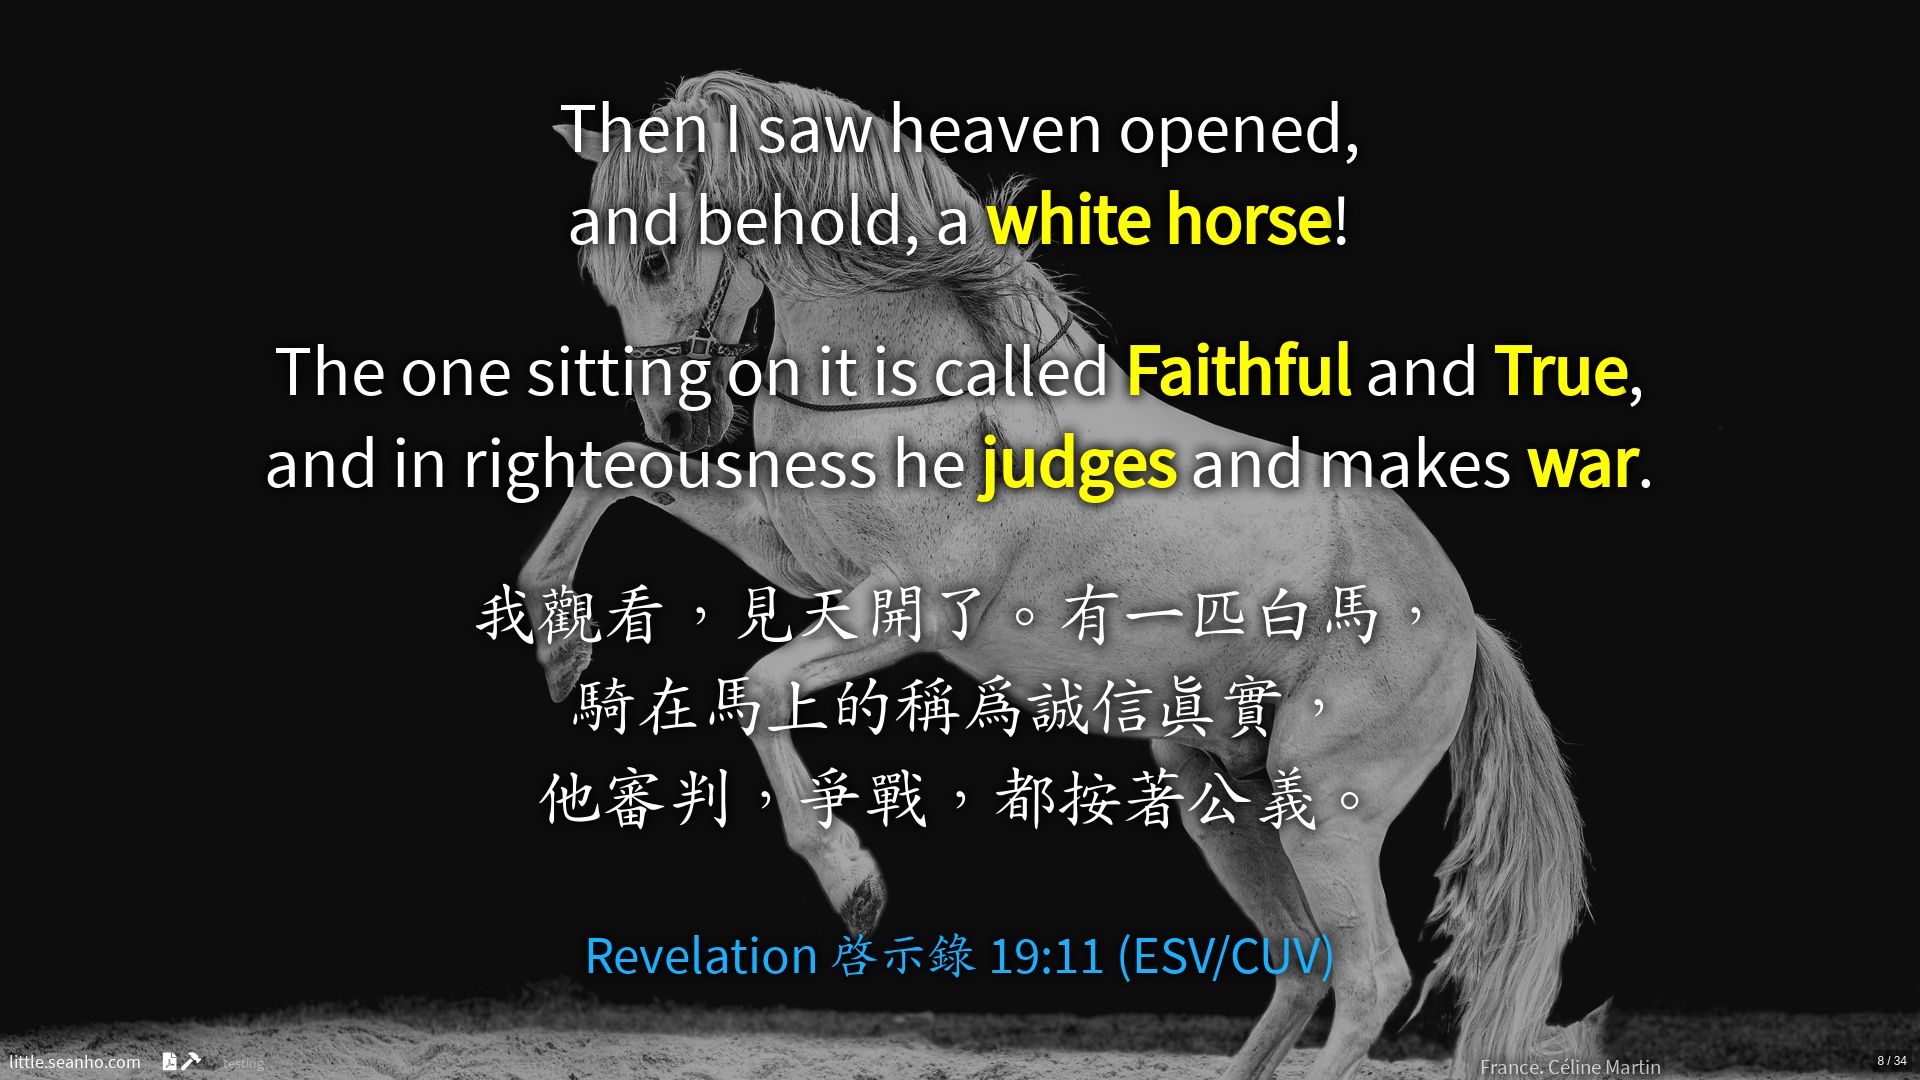 Then I saw heaven opened,
and behold, a white horse!
The one sitting on it is called Faithful and True,
and in righteousness he judges and makes war.
我觀看，見天開了。有一匹白馬，
騎在馬上的稱爲誠信眞實，
他審判，爭戰，都按著公義。
Revelation 啓示錄 19:11 (ESV/CUV)
little.seanho.com
testing
France. Céline Martin
8 / 34